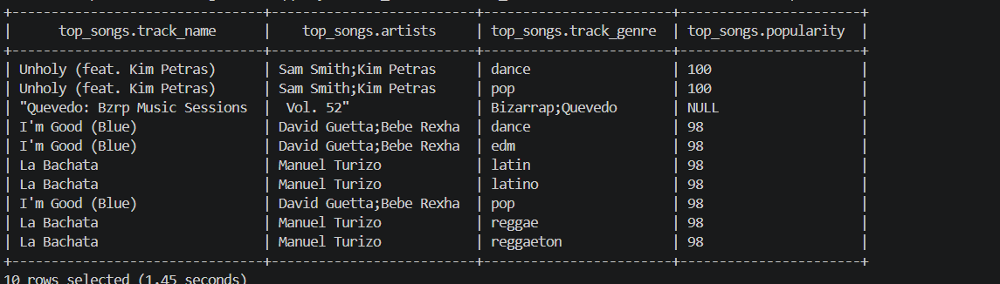 +--------------------------------+--------------------------+------------------------+-----------------------+
| top_songs.track_name | top_songs.artists | top_songs.track_genre | top_songs.popularity |
+--------------------------------+--------------------------+------------------------+-----------------------+
| Unholy (feat. Kim Petras) | Sam Smith;Kim Petras | dance | 100 |
| Unholy (feat. Kim Petras) | Sam Smith;Kim Petras | pop | 100 |
| "Quevedo: Bzrp Music Sessions | Vol. 52" | Bizarrap;Quevedo | NULL |
| I'm Good (Blue) | David Guetta;Bebe Rexha | dance | 98 |
| I'm Good (Blue) | David Guetta;Bebe Rexha | edm | 98 |
| La Bachata | Manuel Turizo | latin | 98 |
| La Bachata | Manuel Turizo | latino | 98 |
| I'm Good (Blue) | David Guetta;Bebe Rexha | pop | 98 |
| La Bachata | Manuel Turizo | reggae | 98 |
| La Bachata | Manuel Turizo | reggaeton | 98 |
+--------------------------------+--------------------------+------------------------+-----------------------+
10 rows selected (1.45 seconds)